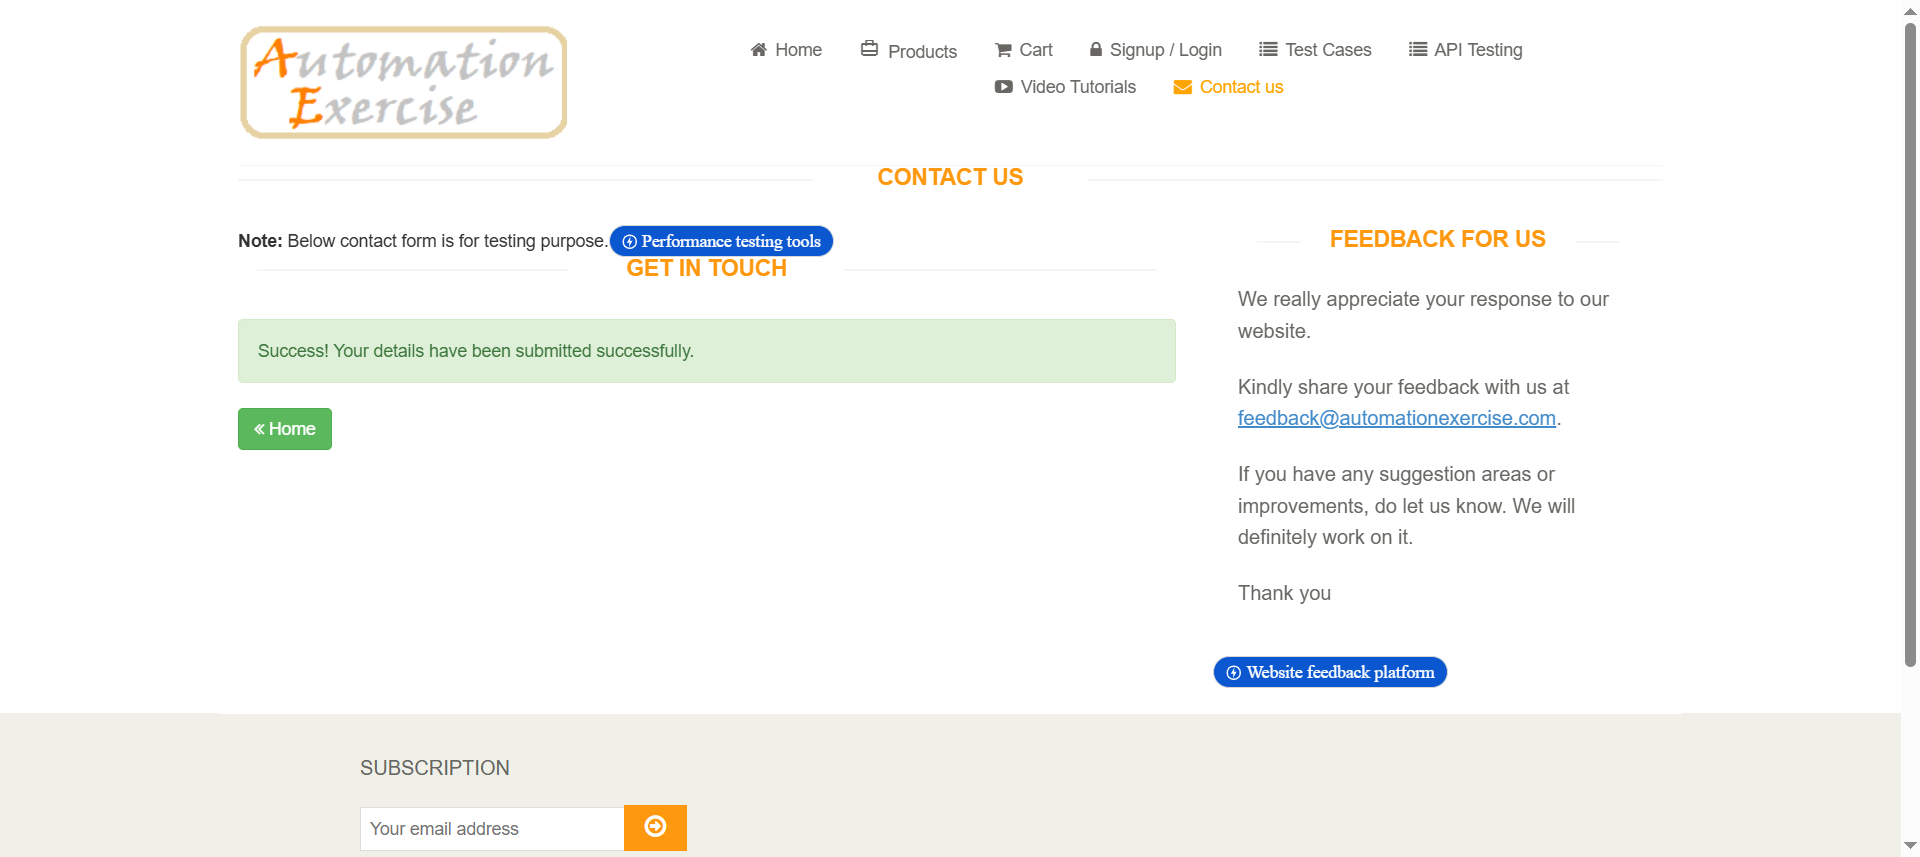 Automation
Exercise
Home
Products
Cart
Signup / Login
Test Cases
API Testing
Video Tutorials
Contact us
CONTACT US
Note: Below contact form is for testing purpose.
Performance testing tools
GET IN TOUCH
Success! Your details have been submitted successfully.
« Home
FEEDBACK FOR US
We really appreciate your response to our
website.
Kindly share your feedback with us at
feedback@automationexercise.com.
If you have any suggestion areas or
improvements, do let us know. We will
definitely work on it.
Thank you
Website feedback platform
SUBSCRIPTION
Your email address